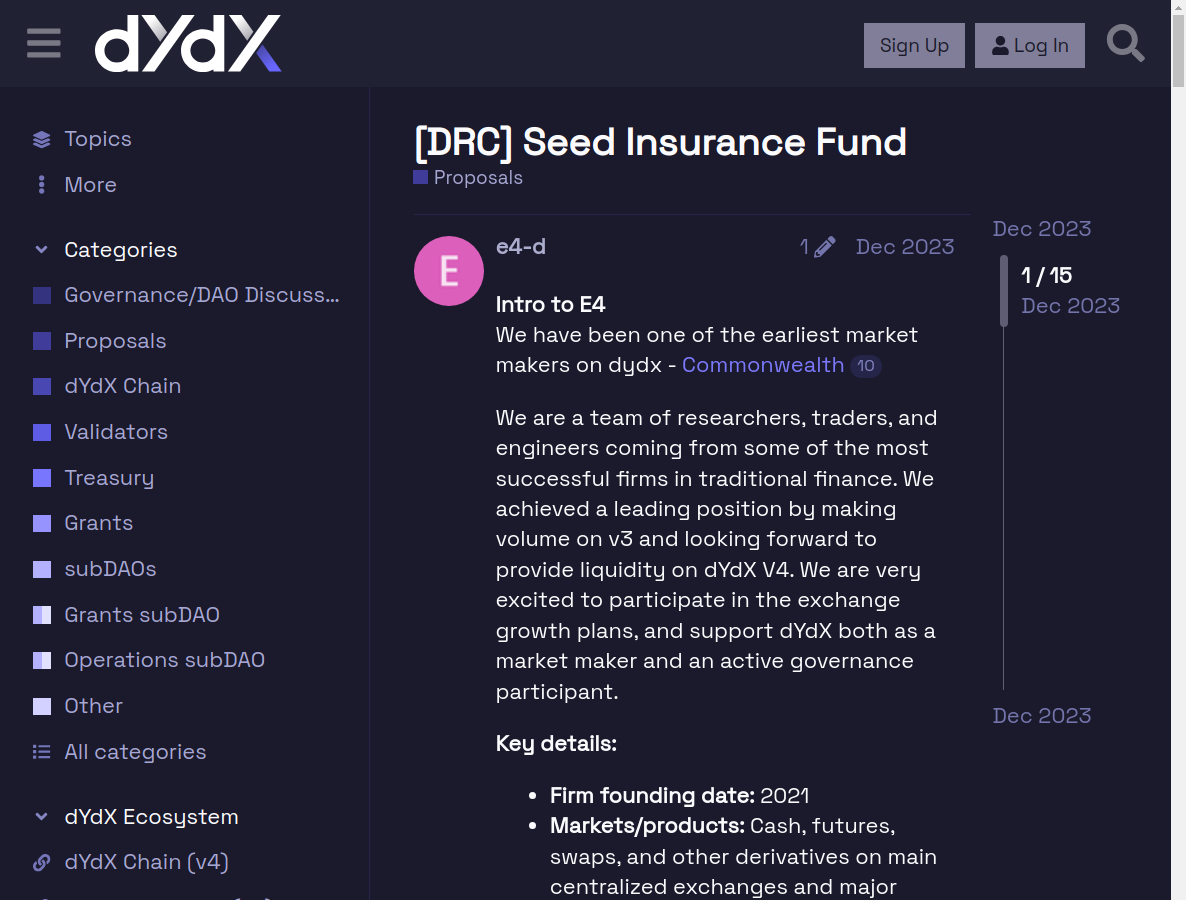 dYdX
Sign Up
Log In
Topics
More
Categories
Governance/DAO Discuss...
Proposals
dYdX Chain
Validators
Treasury
Grants
subDAOs
Grants subDAO
Operations subDAO
Other
All categories
dYdX Ecosystem
dYdX Chain (v4)
[DRC] Seed Insurance Fund
Proposals
E
e4-d
1
Dec 2023
Intro to E4
We have been one of the earliest market
makers on dydx - Commonwealth 10
We are a team of researchers, traders, and
engineers coming from some of the most
successful firms in traditional finance. We
achieved a leading position by making
volume on v3 and looking forward to
provide liquidity on dYdX V4. We are very
excited to participate in the exchange
growth plans, and support dYdX both as a
market maker and an active governance
participant.
Key details:
Firm founding date: 2021
Markets/products: Cash, futures,
swaps, and other derivatives on main
centralized exchanges and major
Dec 2023
1 / 15
Dec 2023
Dec 2023